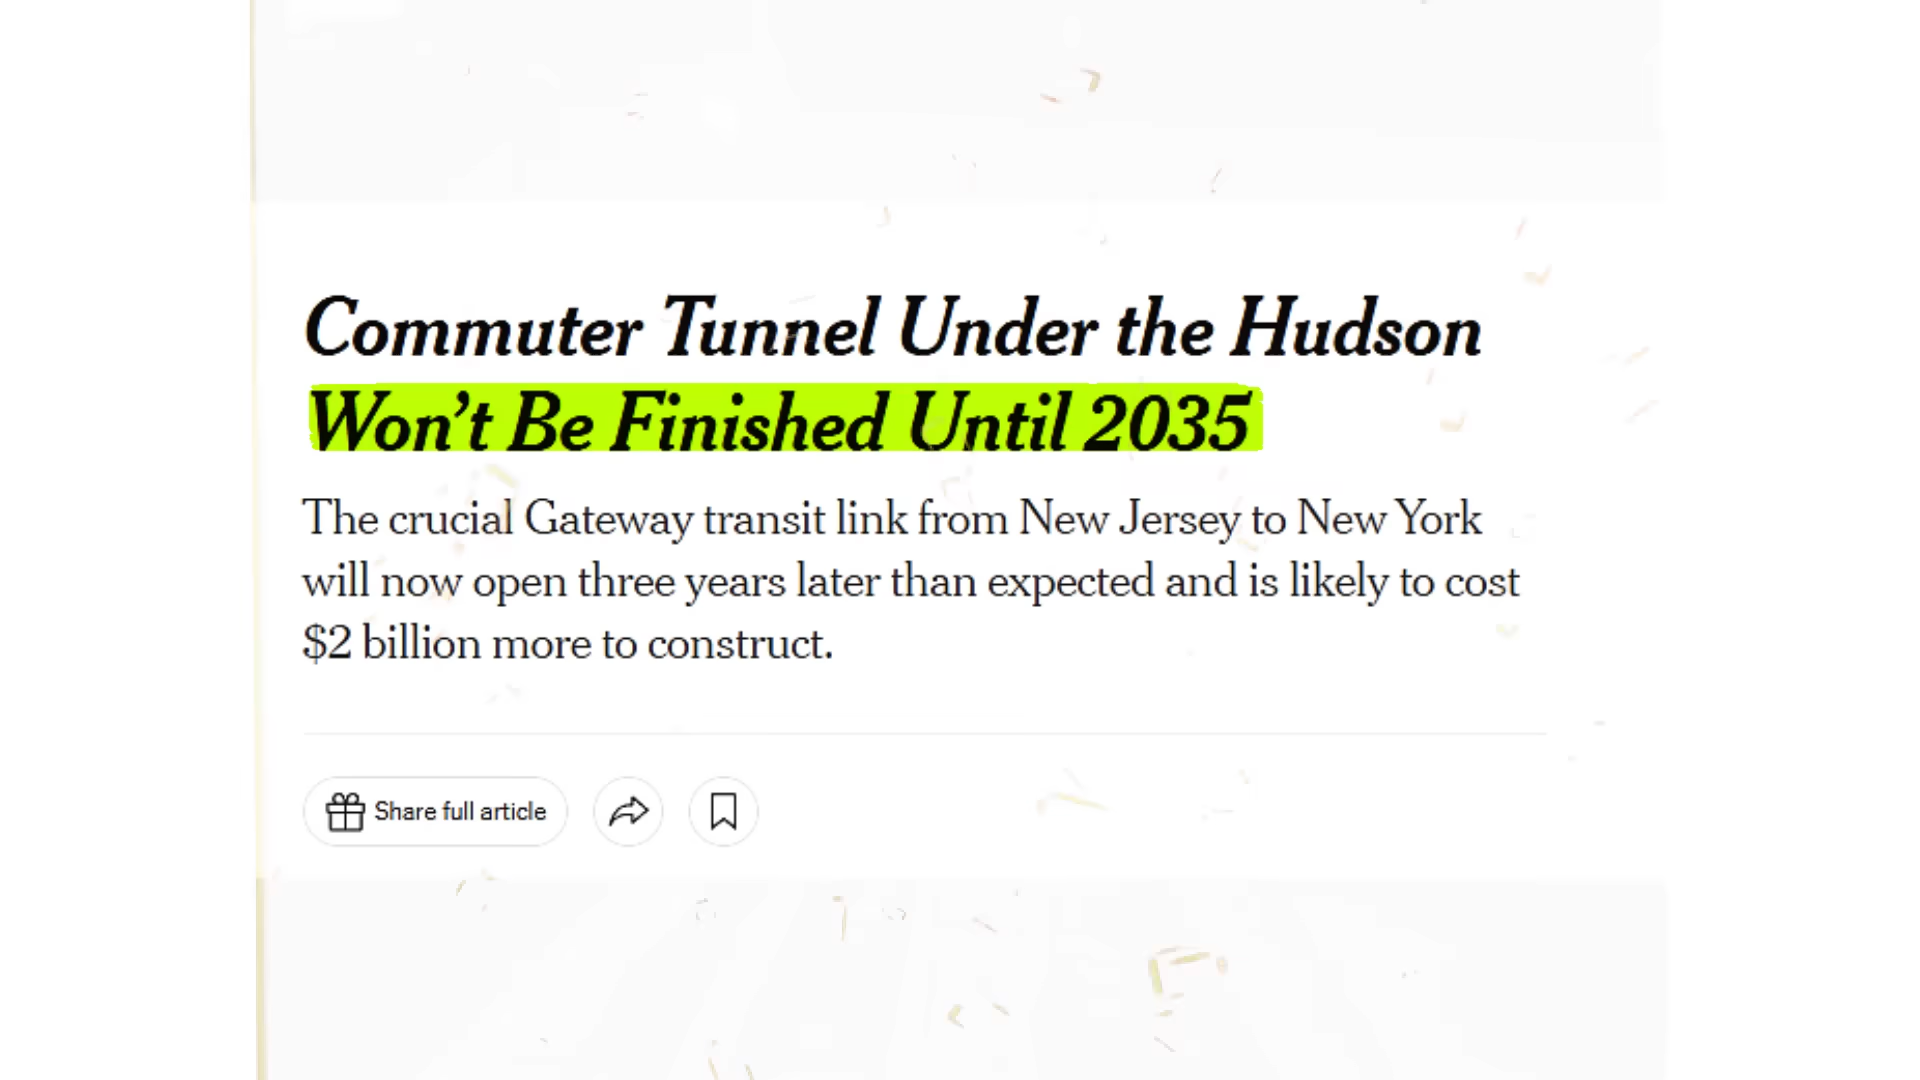 Commuter Tunnel Under the Hudson
Won’t Be Finished Until 2035
The crucial Gateway transit link from New Jersey to New York
will now open three years later than expected and is likely to cost
$2 billion more to construct.
Share full article